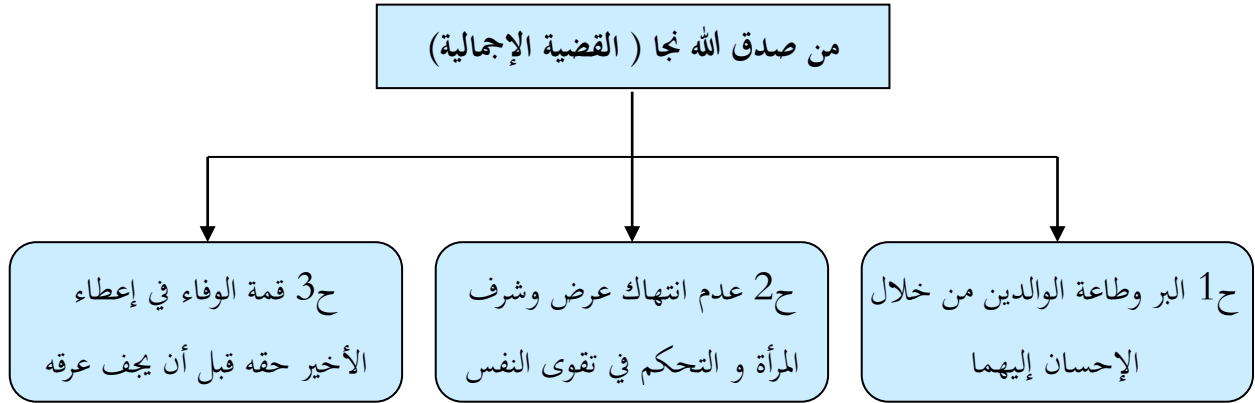 من صدق الله نجا ( القضية الإجمالية)
ح1 البر وطاعة الوالدين من خلال
الإحسان إليهما
ح2 عدم انتهاك عرض وشرف
المرأة و التحكم في تقوى النفس
ح3 قمة الوفاء في إعطاء
الأخير حقه قبل أن يجف عرقه